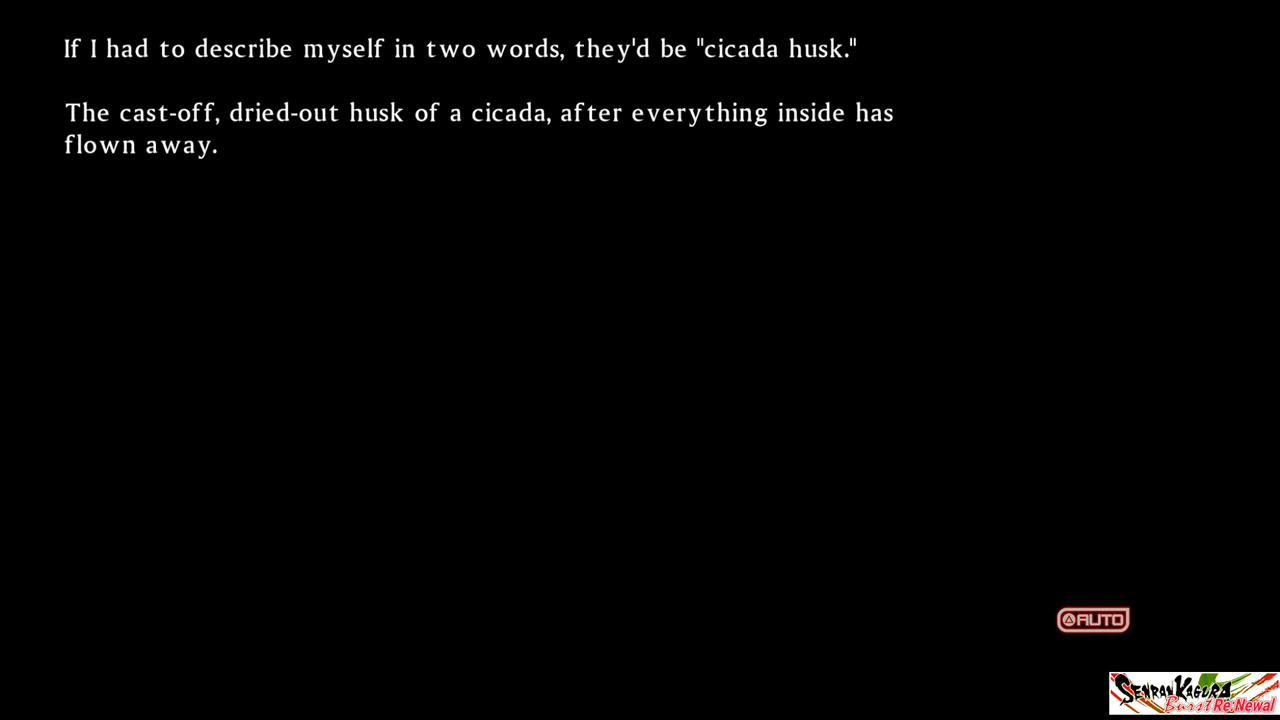 If I had to describe myself in two words, they'd be "cicada husk."
The cast-off, dried-out husk of a cicada, after everything inside has
flown away.
AUTO
SENRAN KAGURA
Burst Re:Newal